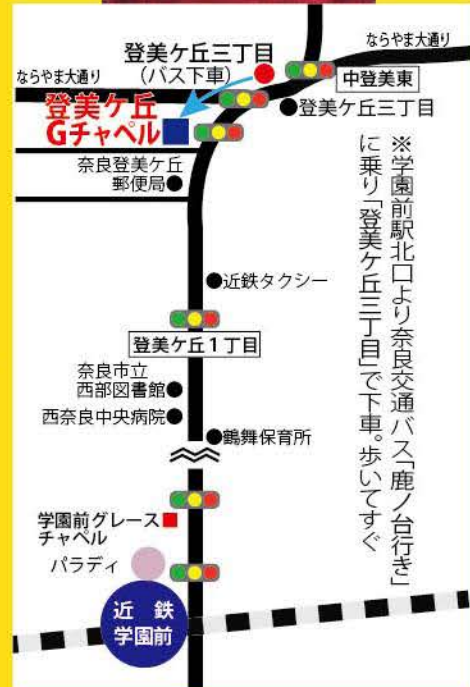 ならやま大通り
登美ケ丘三丁目
(バス下車)
ならやま大通り
中登美東
登美ケ丘
Gチャペル
●登美ケ丘三丁目
奈良登美ケ丘
郵便局●
●近鉄タクシー
登美ケ丘1丁目
奈良市立
西部図書館●
西奈良中央病院●
●鶴舞保育所
学園前グレース
チャペル
パラディ
近鉄
学園前
※学園前駅北口より奈良交通バス「鹿ノ台行き」
に乗り「登美ケ丘三丁目」で下車。歩いてすぐ